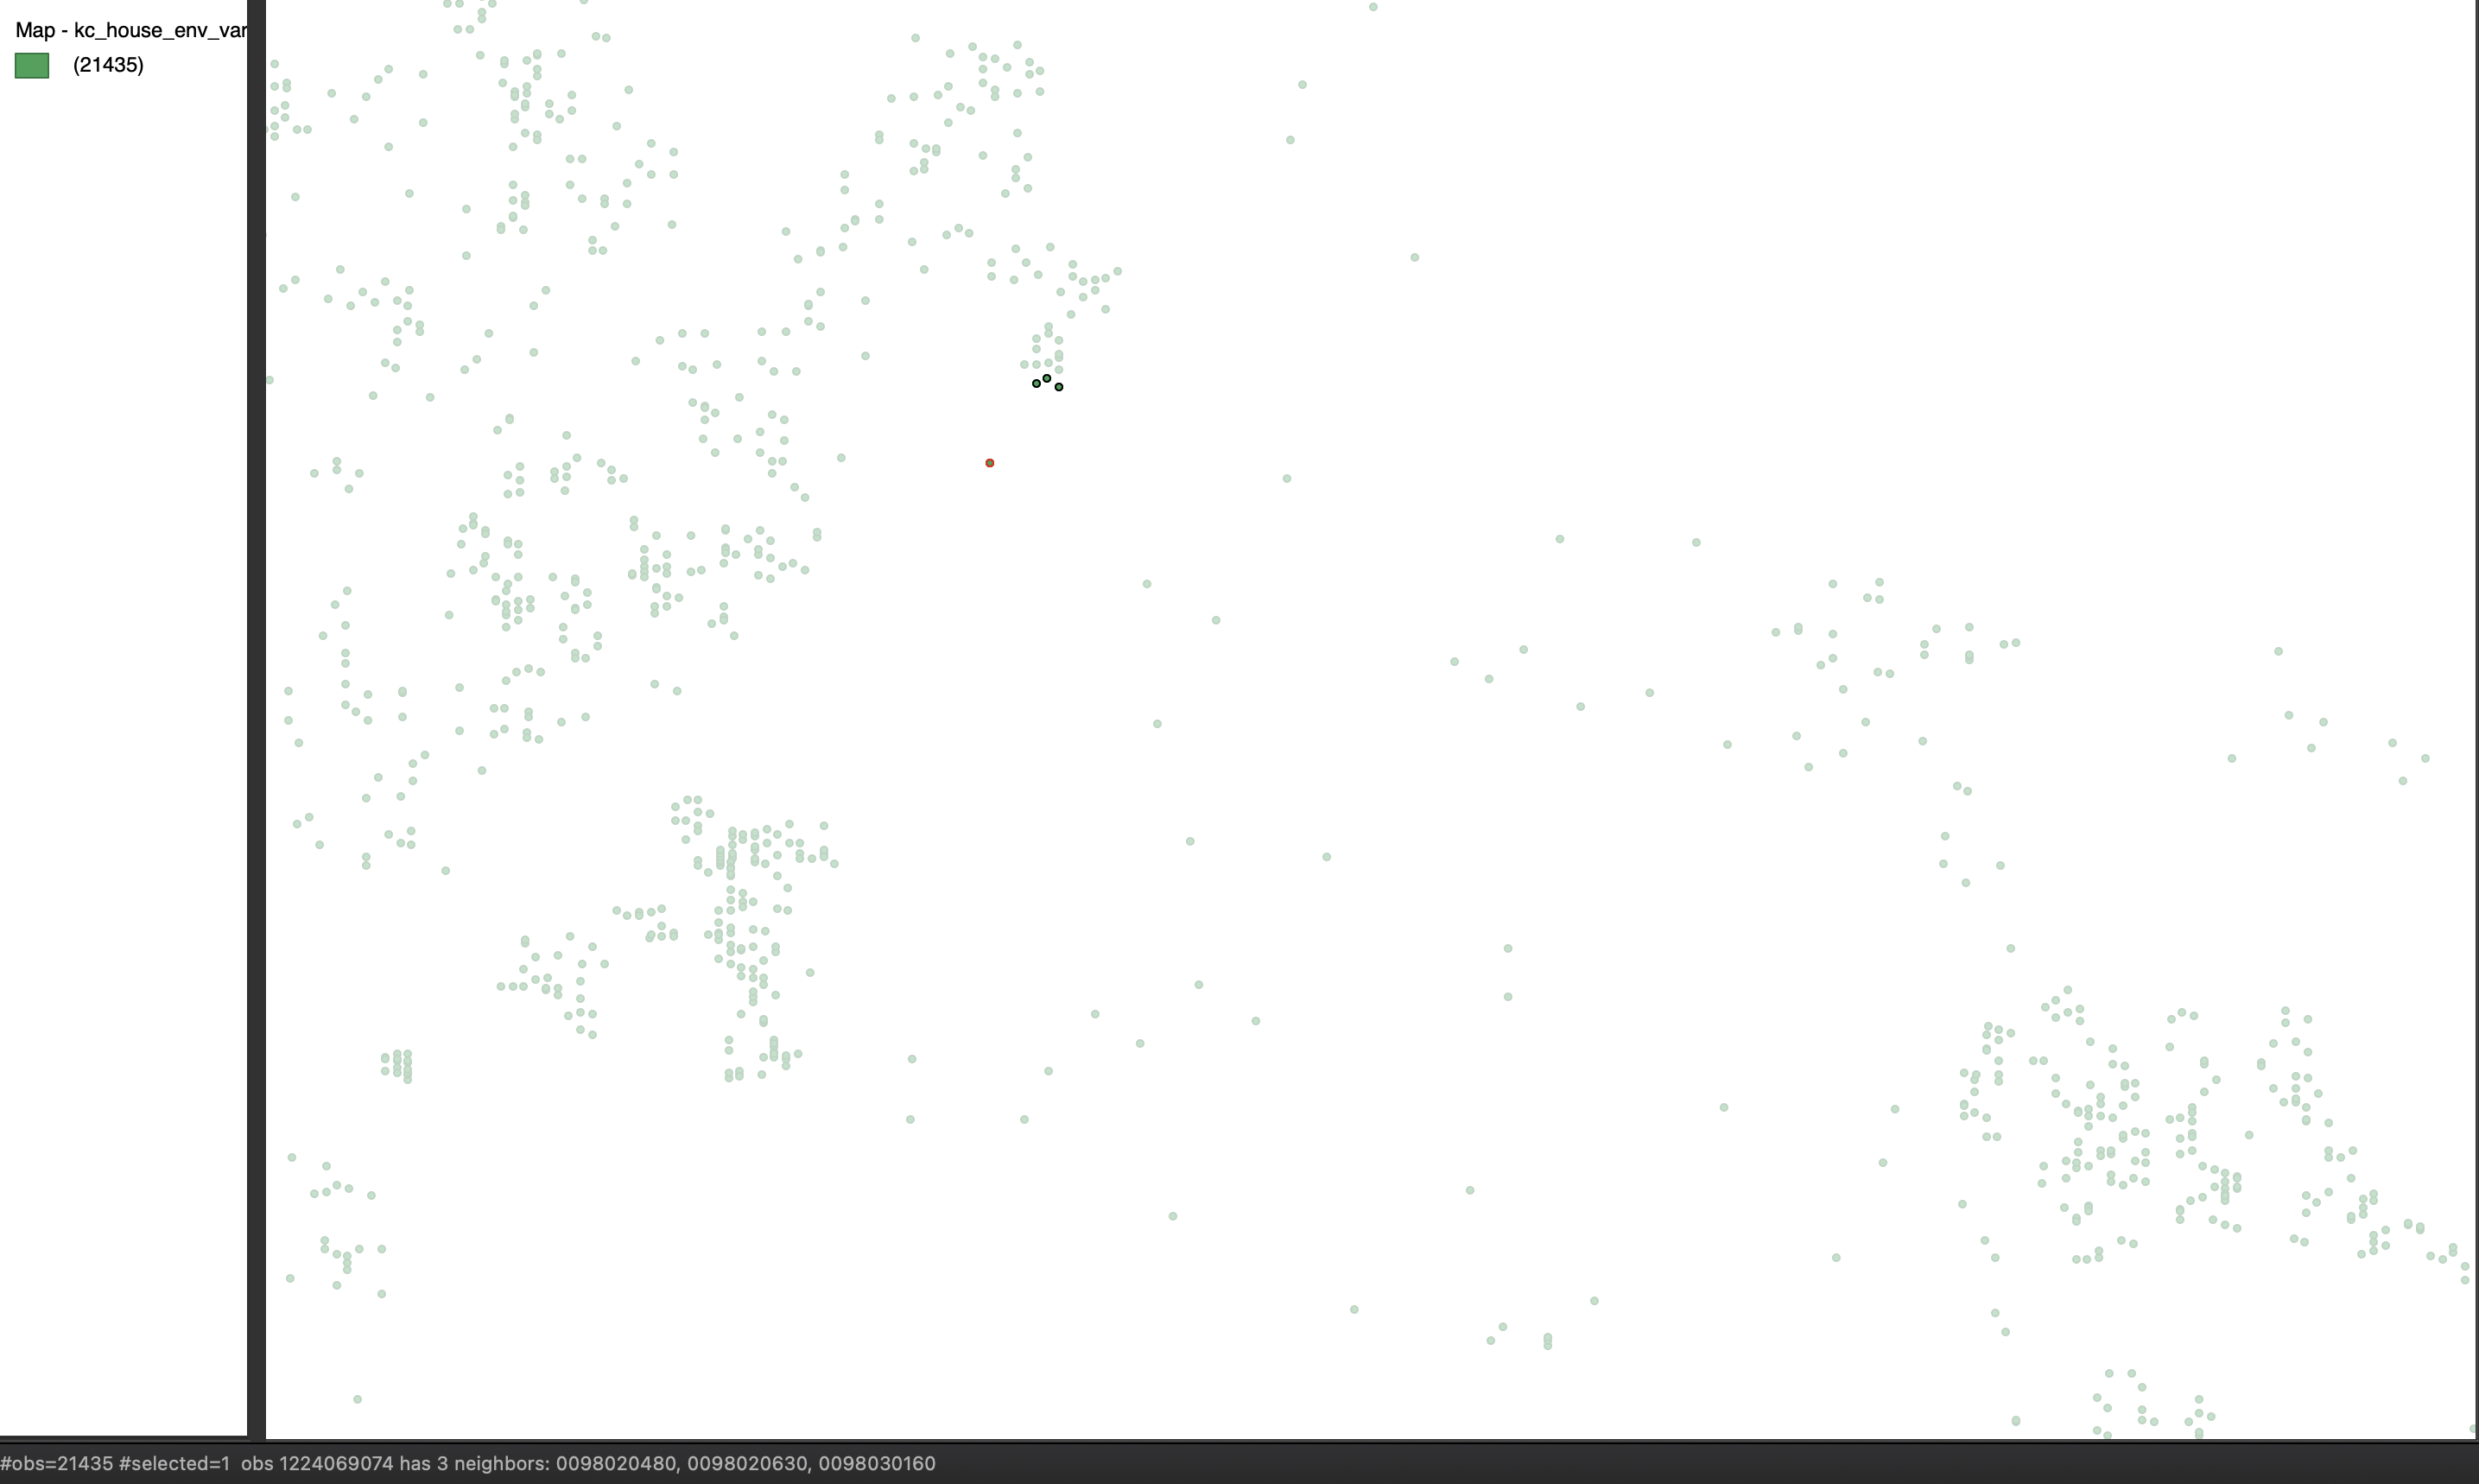 Map - kc_house_env_var
(21435)
#obs=21435 #selected=1 obs 1224069074 has 3 neighbors: 0098020480, 0098020630, 0098030160